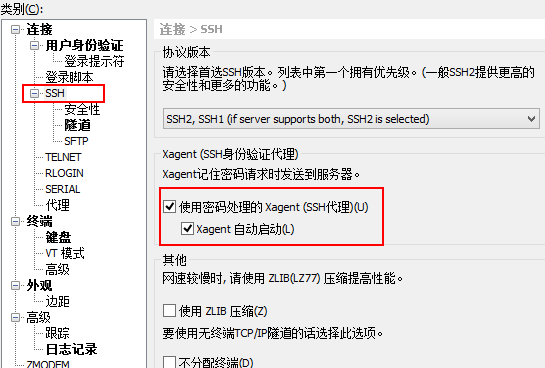 类别(C):
连接
用户身份验证
登录提示符
登录脚本
SSH
安全性
隧道
SFTP
TELNET
RLOGIN
SERIAL
代理
终端
键盘
VT 模式
高级
外观
边距
高级
跟踪
日志记录
ZMODEM
连接 > SSH
协议版本
请选择首选SSH版本。列表中第一个拥有优先级。(一般SSH2提供更高的
安全性和更多的功能。)
SSH2, SSH1 (if server supports both, SSH2 is selected)
Xagent (SSH身份验证代理)
Xagent记住密码请求时发送到服务器。
使用密码处理的 Xagent (SSH代理)(U)
Xagent 自动启动(L)
其他
网速较慢时, 请使用 ZLIB(LZ77) 压缩提高性能。
使用 ZLIB 压缩(Z)
要使用无终端TCP/IP隧道的话选择此选项。
不分配终端(D)